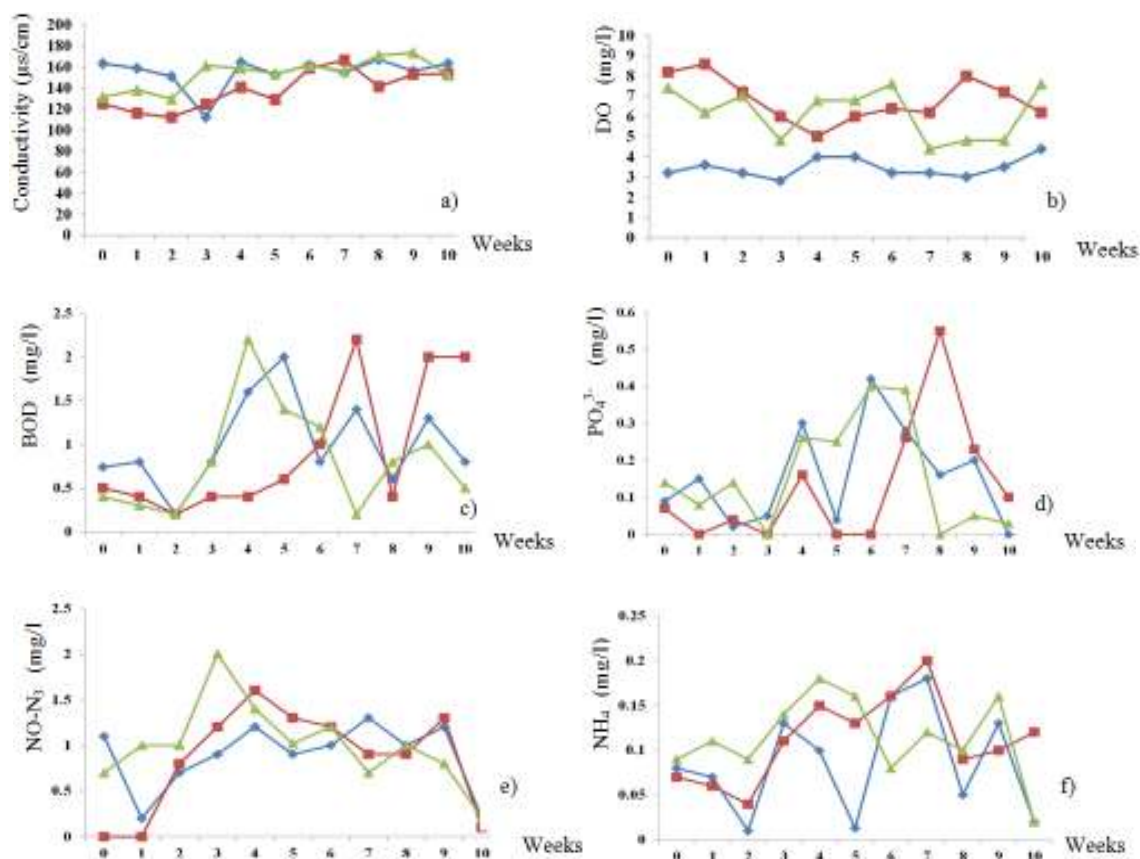 Conductivity (µs/cm)
200
180
160
140
120
100
80
60
40
20
0
0 1 2 3 4 5 6 7 8 9 10
Weeks
a)
DO (mg/l)
10
9
8
7
6
5
4
3
2
1
0
0 1 2 3 4 5 6 7 8 9 10
Weeks
b)
BOD (mg/l)
2.5
2
1.5
1
0.5
0
0 1 2 3 4 5 6 7 8 9 10
Weeks
c)
PO₄³⁻ (mg/l)
0.6
0.5
0.4
0.3
0.2
0.1
0
0 1 2 3 4 5 6 7 8 9 10
Weeks
d)
NO-N₃ (mg/l
2.5
2
1.5
1
0.5
0
0 1 2 3 4 5 6 7 8 9 10
Weeks
e)
NH₄ (mg/l)
0.25
0.2
0.15
0.1
0.05
0
0 1 2 3 4 5 6 7 8 9 10
Weeks
f)